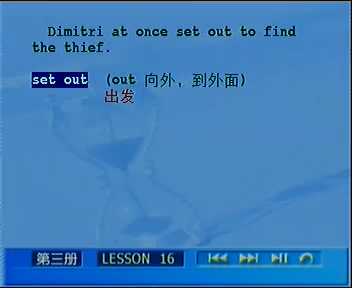 Dimitri at once set out to find
the thief.
set out (out 向外，到外面)
出发
第三册 LESSON 16